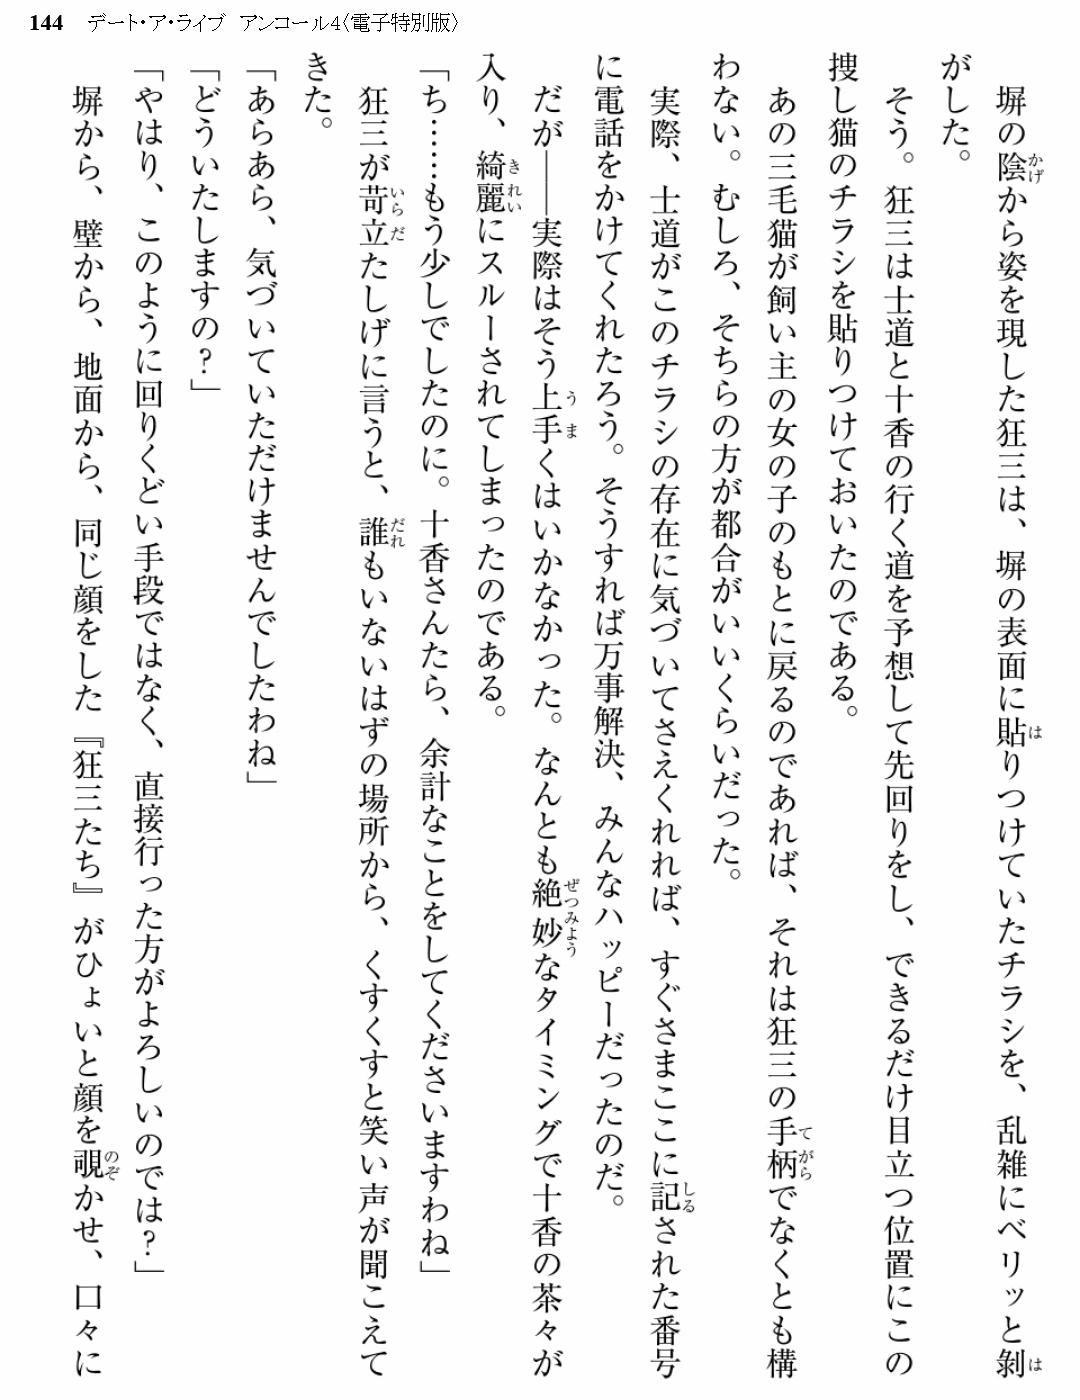 144 デート・ア・ライブ アンコール4〈電子特別版〉
塀の陰から姿を現した狂三は、塀の表面に貼りつけていたチラシを、乱雑にベリッと剝
がした。
そう。狂三は士道と十香の行く道を予想して先回りをし、できるだけ目立つ位置にこの
捜し猫のチラシを貼りつけておいたのである。
あの三毛猫が飼い主の女の子のもとに戻るのであれば、それは狂三の手柄でなくとも構
わない。むしろ、そちらの方が都合がいいくらいだった。
実際、士道がこのチラシの存在に気づいてさえくれれば、すぐさまここに記された番号
に電話をかけてくれたろう。そうすれば万事解決、みんなハッピーだったのだ。
だが――実際はそう上手くはいかなかった。なんとも絶妙なタイミングで十香の茶々が
入り、綺麗にスルーされてしまったのである。
「ち……もう少しでしたのに。十香さんたら、余計なことをしてくださいますわね」
狂三が苛立たしげに言うと、誰もいないはずの場所から、くすくすと笑い声が聞こえて
きた。
「あらあら、気づいていただけませんでしたわね」
「どういたしますの？」
「やはり、このように回りくどい手段ではなく、直接行った方がよろしいのでは？」
塀から、壁から、地面から、同じ顔をした『狂三たち』がひょいと顔を覗かせ、口々に